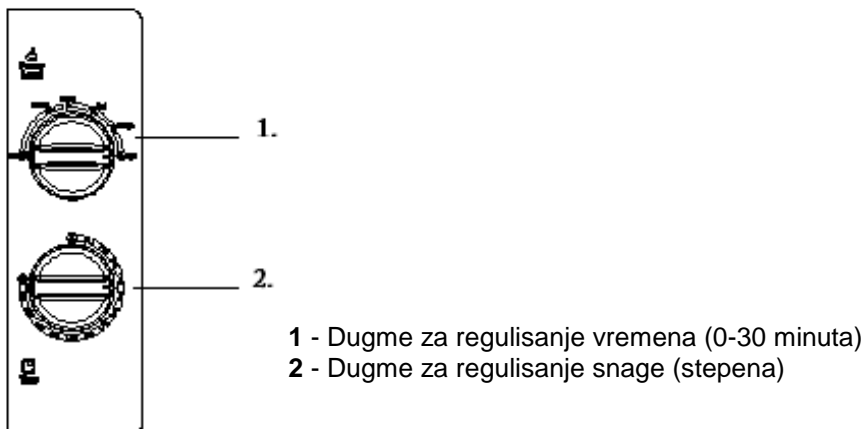 1.
2.
1 - Dugme za regulisanje vremena (0-30 minuta)
2 - Dugme za regulisanje snage (stepena)